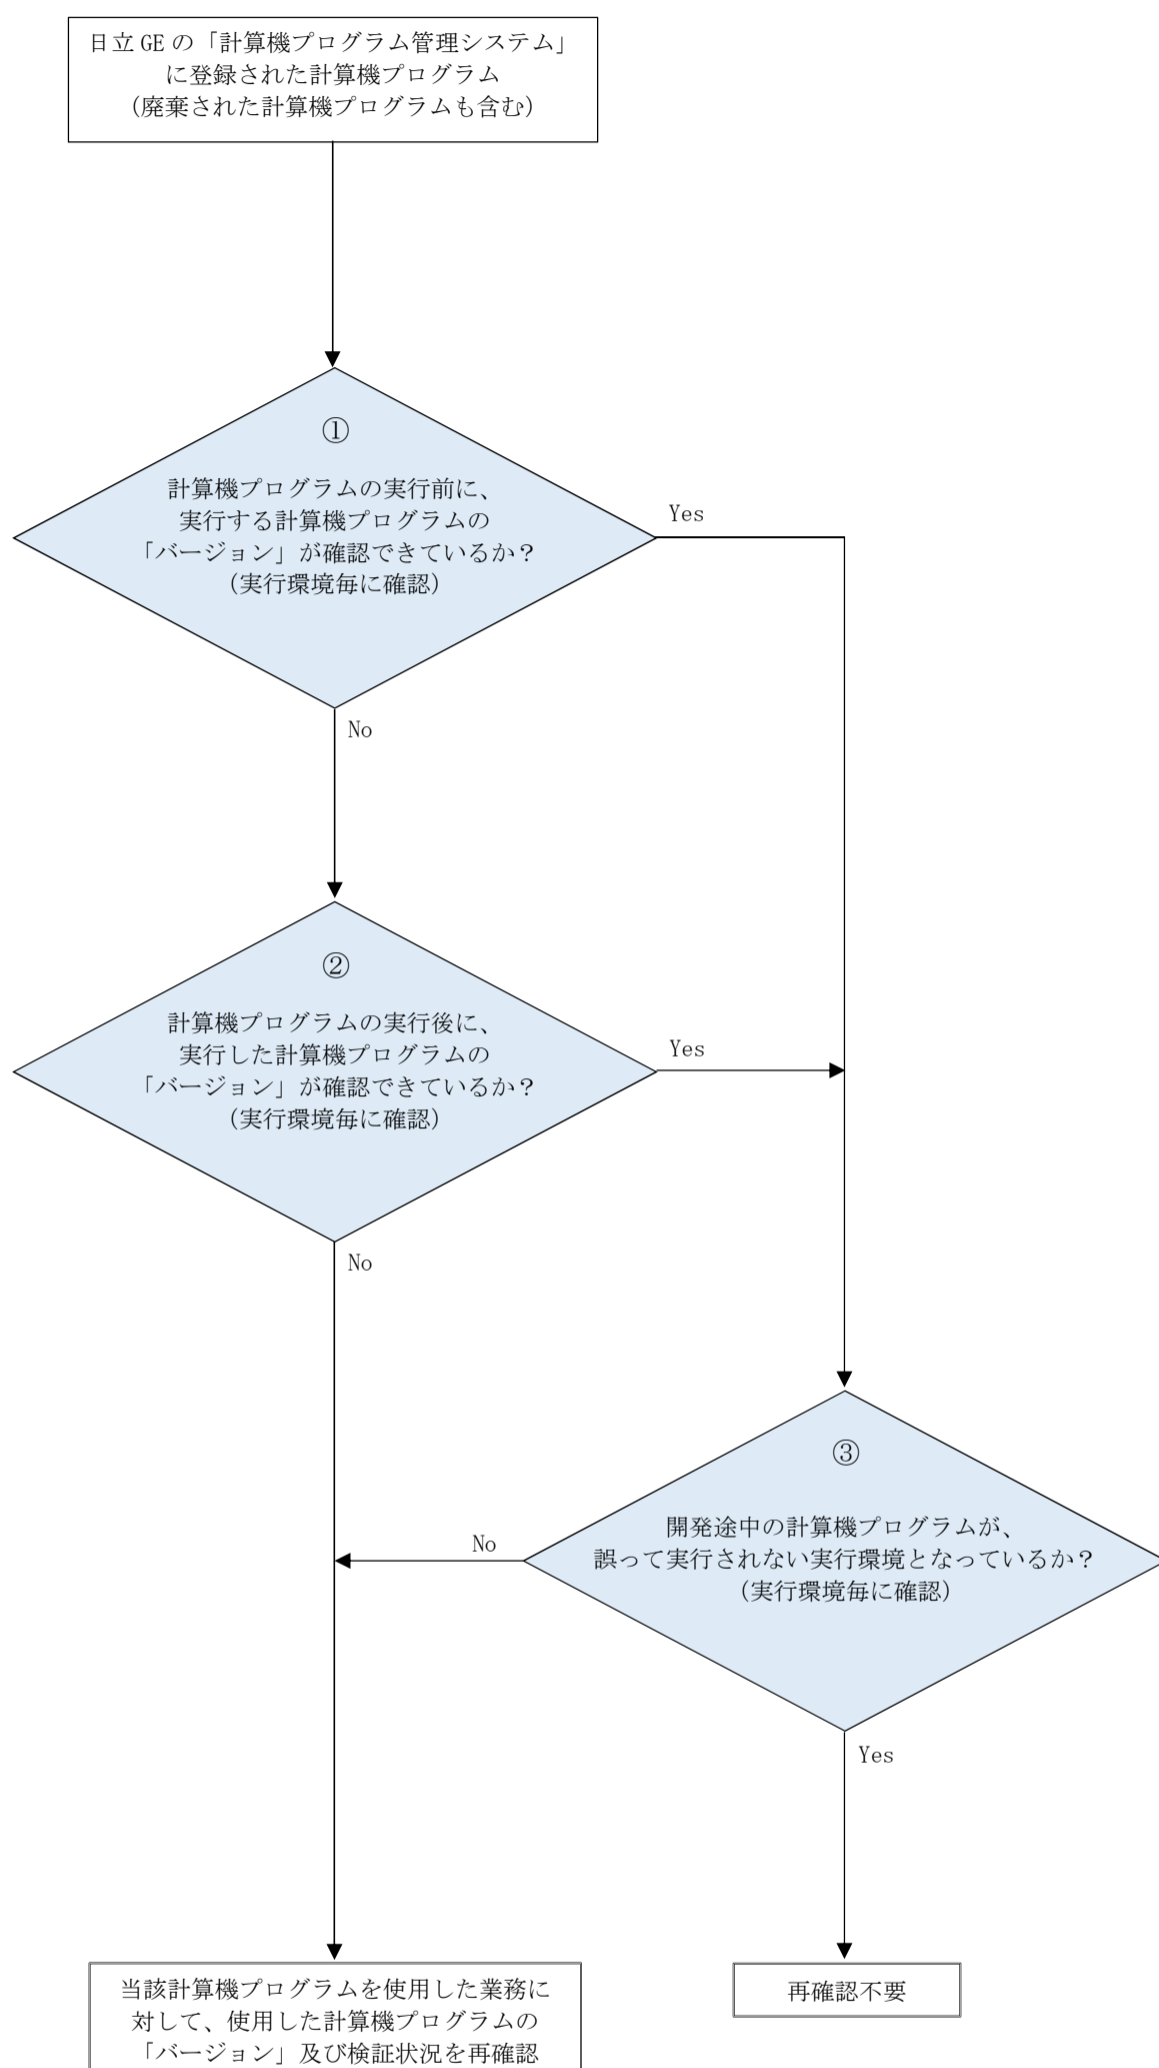 日立 GE の「計算機プログラム管理システム」
に登録された計算機プログラム
（廃棄された計算機プログラムも含む）
①
計算機プログラムの実行前に、
実行する計算機プログラムの
「バージョン」が確認できているか？
（実行環境毎に確認）
Yes
No
②
計算機プログラムの実行後に、
実行した計算機プログラムの
「バージョン」が確認できているか？
（実行環境毎に確認）
Yes
No
③
開発途中の計算機プログラムが、
誤って実行されない実行環境となっているか？
（実行環境毎に確認）
No
Yes
当該計算機プログラムを使用した業務に
対して、使用した計算機プログラムの
「バージョン」及び検証状況を再確認
再確認不要